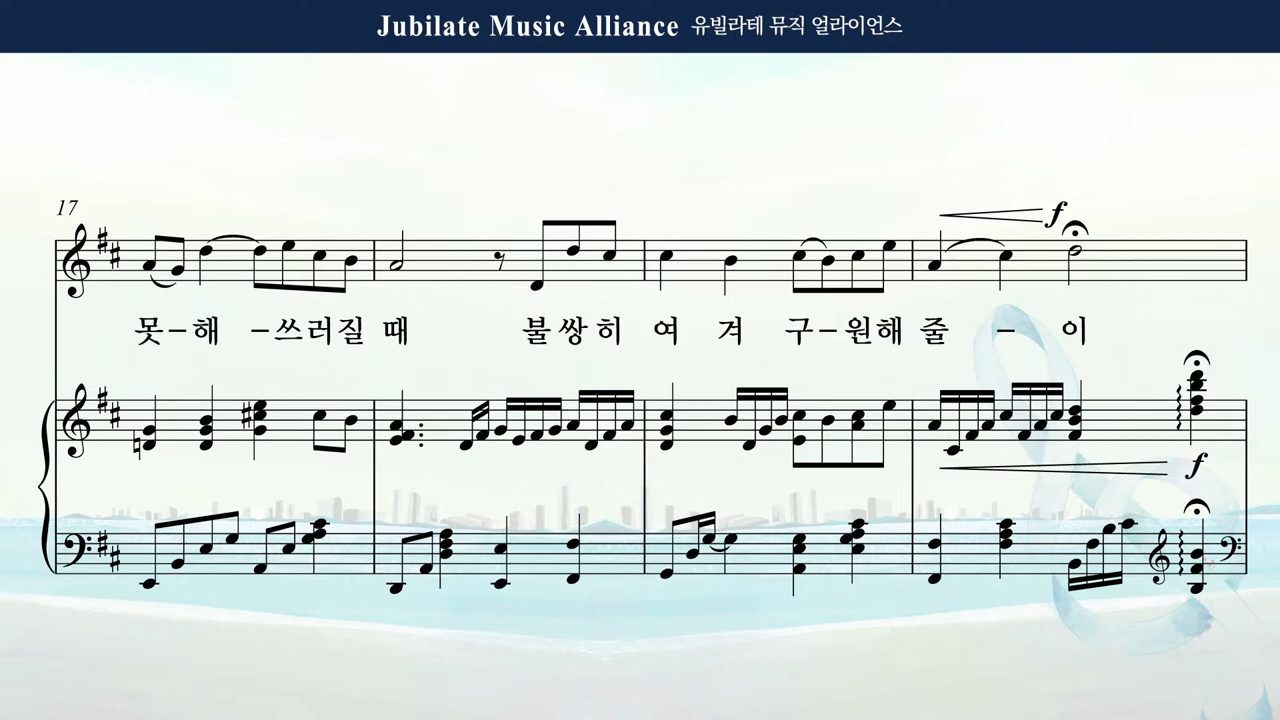 Jubilate Music Alliance 유빌라테 뮤직 얼라이언스
17
f
못-해 -쓰러질 때 불쌍히 여 겨 구-원해 줄 - 이
f